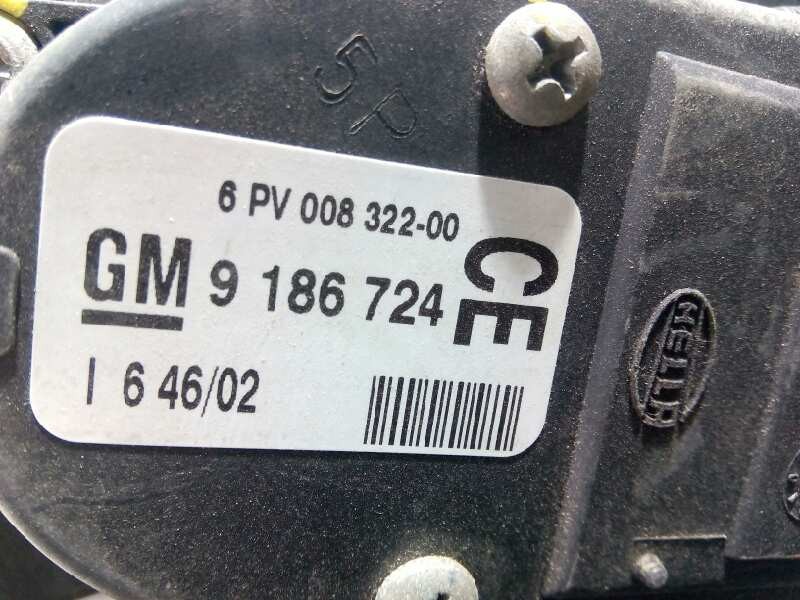 5P
6 PV 008 322-00
GM 9 186 724 CE
I 6 46/02
HELLA